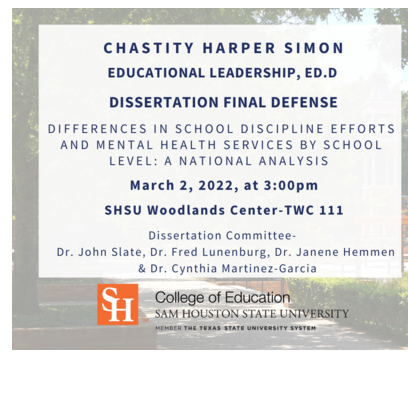 CHASTITY HARPER SIMON
EDUCATIONAL LEADERSHIP, ED.D
DISSERTATION FINAL DEFENSE
DIFFERENCES IN SCHOOL DISCIPLINE EFFORTS
AND MENTAL HEALTH SERVICES BY SCHOOL
LEVEL: A NATIONAL ANALYSIS
March 2, 2022, at 3:00pm
SHSU Woodlands Center-TWC 111
Dissertation Committee-
Dr. John Slate, Dr. Fred Lunenburg, Dr. Janene Hemmen
& Dr. Cynthia Martinez-Garcia
SH
College of Education
SAM HOUSTON STATE UNIVERSITY
MEMBER THE TEXAS STATE UNIVERSITY SYSTEM